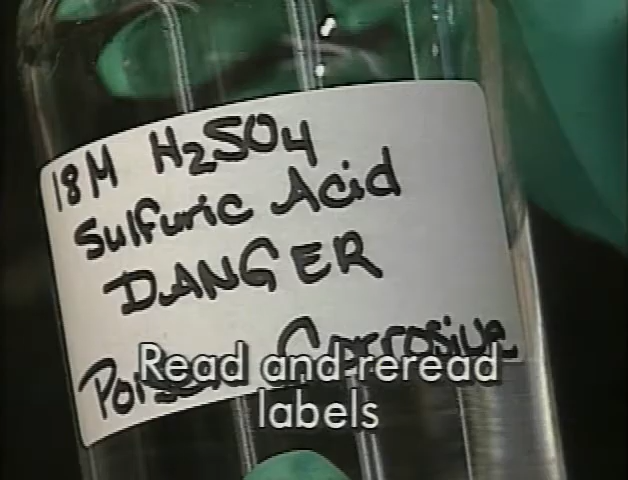 18M H2SO4
Sulfuric Acid
DANGER
Poison Corrosive
Read and reread
labels